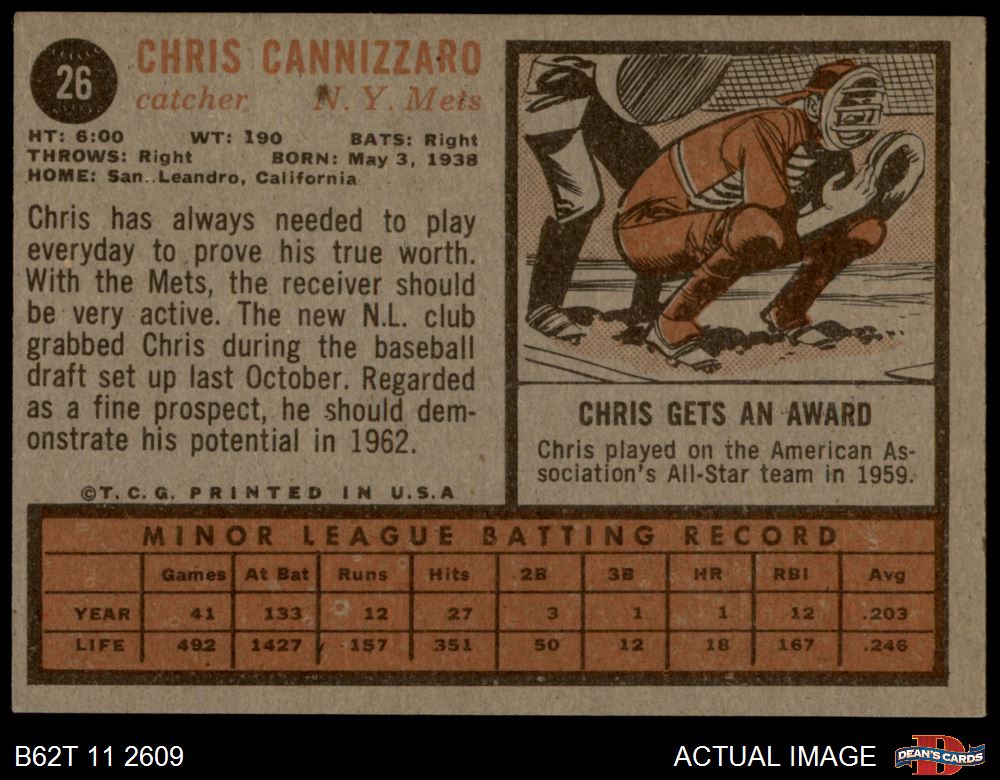 26
CHRIS CANNIZZARO
catcher N. Y. Mets
HT: 6:00 WT: 190 BATS: Right
THROWS: Right BORN: May 3, 1938
HOME: San Leandro, California
Chris has always needed to play
everyday to prove his true worth.
With the Mets, the receiver should
be very active. The new N.L. club
grabbed Chris during the baseball
draft set up last October. Regarded
as a fine prospect, he should dem-
onstrate his potential in 1962.
©T. C. G. PRINTED IN U.S.A
CHRIS GETS AN AWARD
Chris played on the American As-
sociation's All-Star team in 1959.
MINOR LEAGUE BATTING RECORD
Games At Bat Runs Hits 2B 3B HR RBI Avg
YEAR 41 133 12 27 3 1 1 12 .203
LIFE 492 1427 157 351 50 12 18 167 .246
B62T 11 2609 ACTUAL IMAGE
D
DEAN'S CARDS